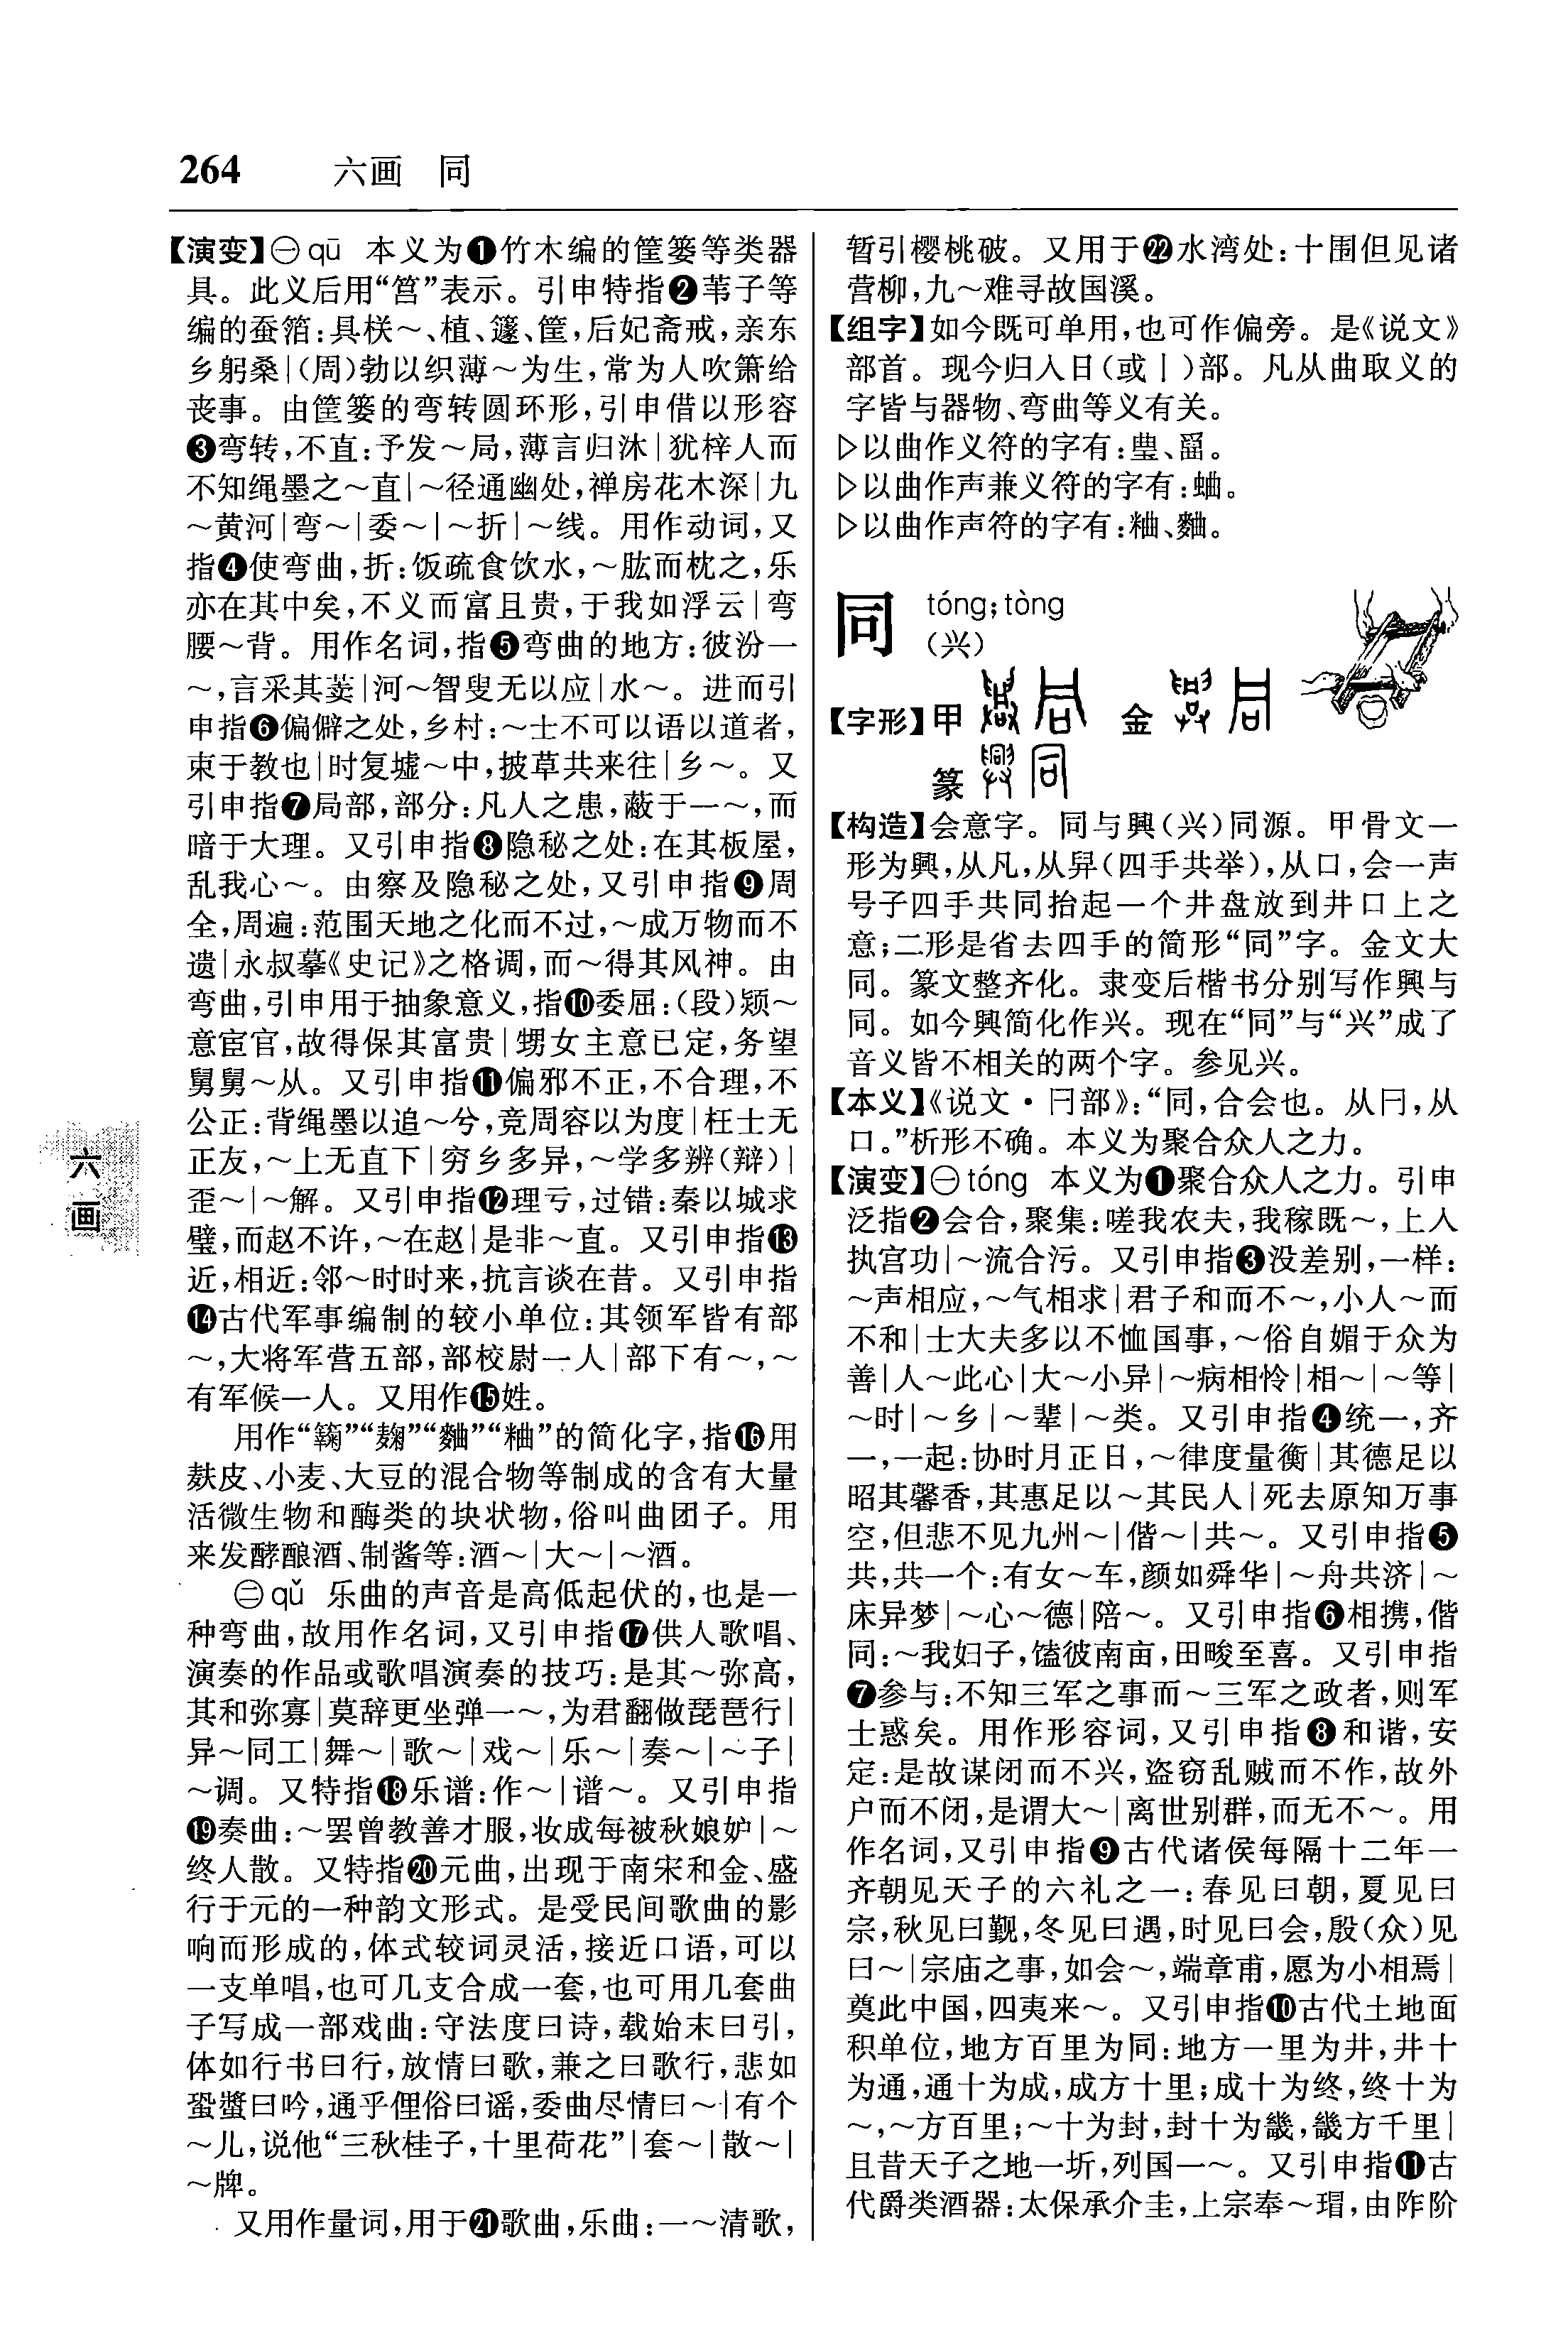 264 六画 同
【演变】㊀qū 本义为❶竹木编的筐篓等类器
具。此义后用“筥”表示。引申特指❷苇子等
编的蚕箔:具栚～、植、籧、筐,后妃斋戒,亲东
乡躬桑|(周)勃以织薄～为生,常为人吹箫给
丧事。由筐篓的弯转圆环形,引申借以形容
❸弯转,不直:予发～局,薄言归沐|犹梓人而
不知绳墨之～直|～径通幽处,禅房花木深|九
～黄河|弯～|委～|～折|～线。用作动词,又
指❹使弯曲,折:饭疏食饮水,～肱而枕之,乐
亦在其中矣,不义而富且贵,于我如浮云|弯
腰～背。用作名词,指❺弯曲的地方:彼汾一
～,言采其荬|河～智叟无以应|水～。进而引
申指❻偏僻之处,乡村:～士不可以语以道者,
束于教也|时复墟～中,披草共来往|乡～。又
引申指❼局部,部分:凡人之患,蔽于一～,而
暗于大理。又引申指❽隐秘之处:在其板屋,
乱我心～。由察及隐秘之处,又引申指❾周
全,周遍:范围天地之化而不过,～成万物而不
遗|永叔摹《史记》之格调,而～得其风神。由
弯曲,引申用于抽象意义,指❿委屈:(段)颎～
意宦官,故得保其富贵|甥女主意已定,务望
舅舅～从。又引申指⓫偏邪不正,不合理,不
公正:背绳墨以追～兮,竞周容以为度|枉士无
正友,～上无直下|穷乡多异,～学多辨(辩)|
歪～|～解。又引申指⓬理亏,过错:秦以城求
璧,而赵不许,～在赵|是非～直。又引申指⓭
近,相近:邻～时时来,抗言谈在昔。又引申指
⓮古代军事编制的较小单位:其领军皆有部
～,大将军营五部,部校尉一人|部下有～,～
有军候一人。又用作⓯姓。
用作“鞠”“麹”“麯”“粬”的简化字,指⓰用
麸皮、小麦、大豆的混合物等制成的含有大量
活微生物和酶类的块状物,俗叫曲团子。用
来发酵酿酒、制酱等:酒～|大～|～酒。
㊁qǔ 乐曲的声音是高低起伏的,也是一
种弯曲,故用作名词,又引申指⓱供人歌唱、
演奏的作品或歌唱演奏的技巧:是其～弥高,
其和弥寡|莫辞更坐弹一～,为君翻做琵琶行|
异～同工|舞～|歌～|戏～|乐～|奏～|～子|
～调。又特指⓲乐谱:作～|谱～。又引申指
⓳奏曲:～罢曾教善才服,妆成每被秋娘妒|～
终人散。又特指⓴元曲,出现于南宋和金、盛
行于元的一种韵文形式。是受民间歌曲的影
响而形成的,体式较词灵活,接近口语,可以
一支单唱,也可几支合成一套,也可用几套曲
子写成一部戏曲:守法度曰诗,载始末曰引,
体如行书曰行,放情曰歌,兼之曰歌行,悲如
蛩螀曰吟,通乎俚俗曰谣,委曲尽情曰～|有个
～儿,说他“三秋桂子,十里荷花”|套～|散～|
～牌。
又用作量词,用于㉑歌曲,乐曲:一～清歌,
暂引樱桃破。又用于㉒水湾处:十围但见诸
营柳,九～难寻故国溪。
【组字】如今既可单用,也可作偏旁。是《说文》
部首。现今归入日(或丨)部。凡从曲取义的
字皆与器物、弯曲等义有关。
▷以曲作义符的字有:豊、畐。
▷以曲作声兼义符的字有:蛐。
▷以曲作声符的字有:粬、麯。
同 tóng;tòng
(兴)
【字形】甲 金
篆
【构造】会意字。同与興(兴)同源。甲骨文一
形为興,从凡,从舁(四手共举),从口,会一声
号子四手共同抬起一个井盘放到井口上之
意;二形是省去四手的简形“同”字。金文大
同。篆文整齐化。隶变后楷书分别写作興与
同。如今興简化作兴。现在“同”与“兴”成了
音义皆不相关的两个字。参见兴。
【本义】《说文·冃部》:“同,合会也。从冃,从
口。”析形不确。本义为聚合众人之力。
【演变】㊀tóng 本义为❶聚合众人之力。引申
泛指❷会合,聚集:嗟我农夫,我稼既～,上入
执宫功|～流合污。又引申指❸没差别,一样:
～声相应,～气相求|君子和而不～,小人～而
不和|士大夫多以不恤国事,～俗自媚于众为
善|人～此心|大～小异|～病相怜|相～|～等|
～时|～乡|～辈|～类。又引申指❹统一,齐
一,一起:协时月正日,～律度量衡|其德足以
昭其馨香,其惠足以～其民人|死去原知万事
空,但悲不见九州～|偕～|共～。又引申指❺
共,共一个:有女～车,颜如舜华|～舟共济|～
床异梦|～心～德|陪～。又引申指❻相携,偕
同:～我妇子,馌彼南亩,田畯至喜。又引申指
❼参与:不知三军之事而～三军之政者,则军
士惑矣。用作形容词,又引申指❽和谐,安
定:是故谋闭而不兴,盗窃乱贼而不作,故外
户而不闭,是谓大～|离世别群,而无不～。用
作名词,又引申指❾古代诸侯每隔十二年一
齐朝见天子的六礼之一:春见曰朝,夏见曰
宗,秋见曰觐,冬见曰遇,时见曰会,殷(众)见
曰～|宗庙之事,如会～,端章甫,愿为小相焉|
奠此中国,四夷来～。又引申指❿古代土地面
积单位,地方百里为同:地方一里为井,井十
为通,通十为成,成方十里;成十为终,终十为
～,～方百里;～十为封,封十为畿,畿方千里|
且昔天子之地一圻,列国一～。又引申指⓫古
代爵类酒器:太保承介圭,上宗奉～瑁,由阼阶
六
画